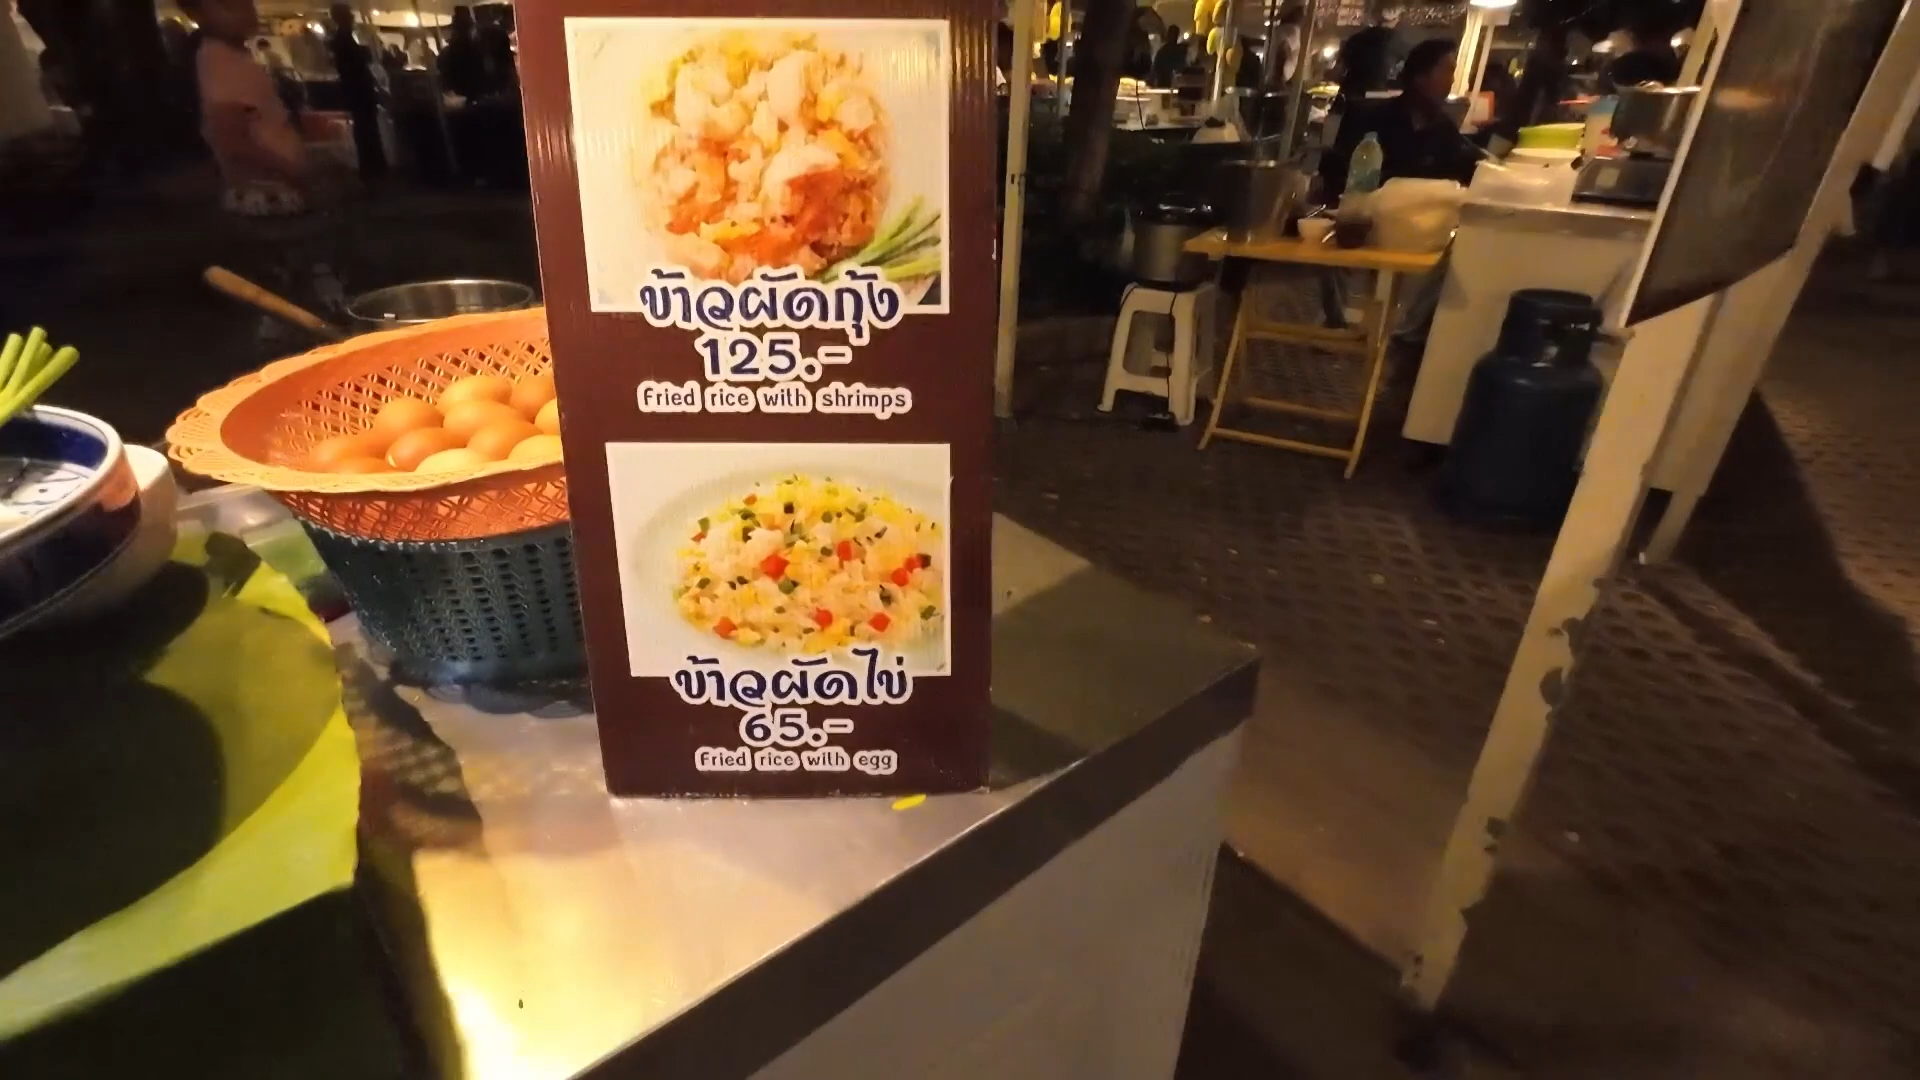 ข้าวผัดกุ้ง
125.-
Fried rice with shrimps
ข้าวผัดไข่
65.-
Fried rice with egg